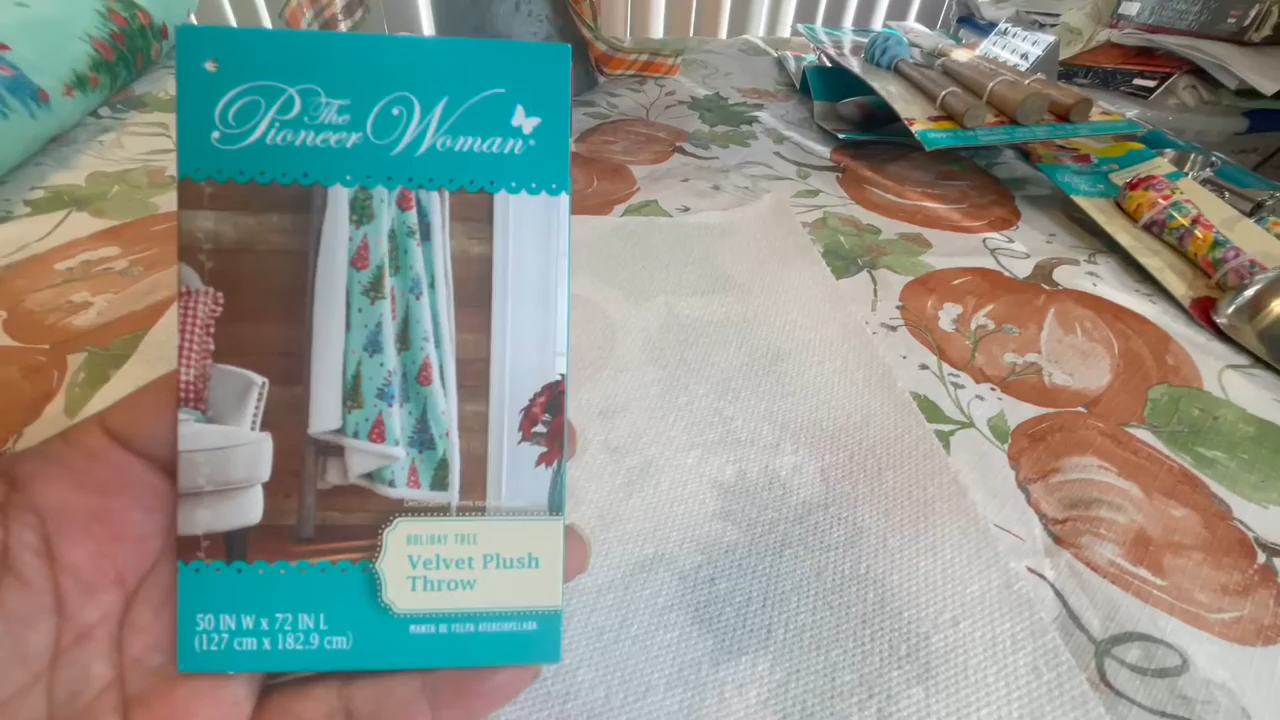 The
Pioneer Woman
HOLIDAY TREE
Velvet Plush
Throw
50 IN W x 72 IN L
(127 cm x 182.9 cm)
MANTA DE FELPA ATERCIOPELADA